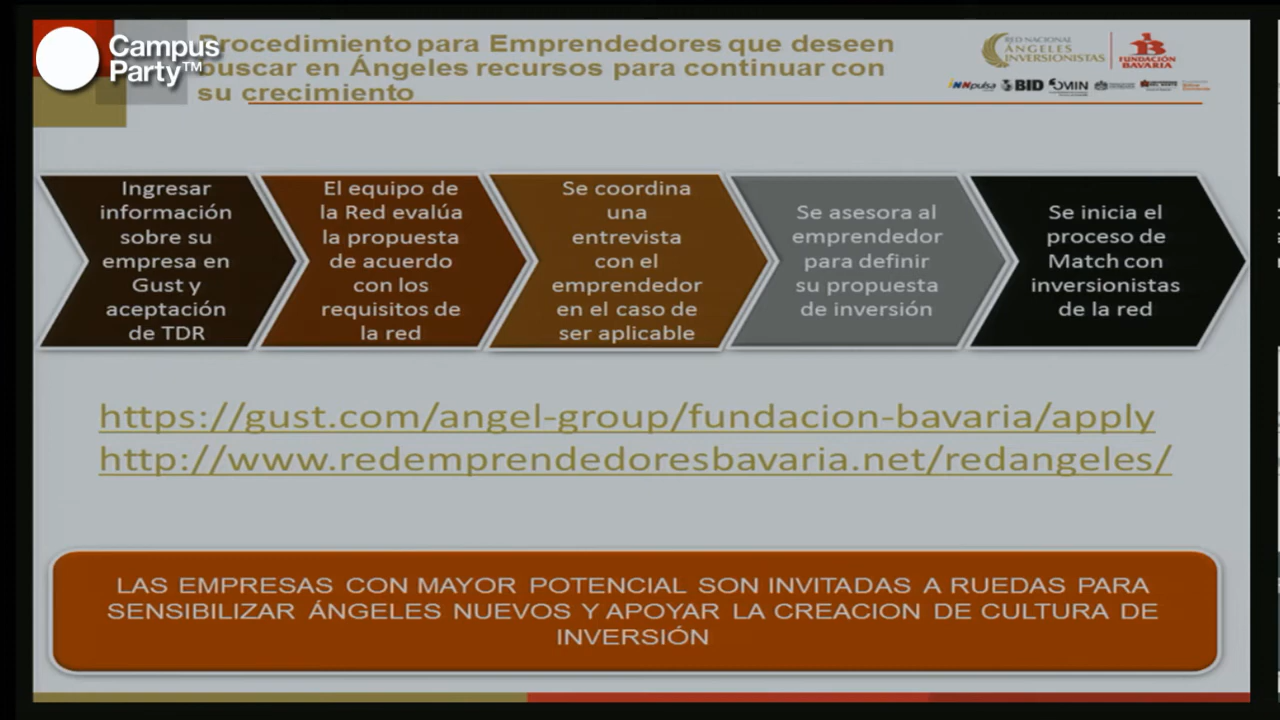 Campus
Party™
Procedimiento para Emprendedores que deseen
buscar en Ángeles recursos para continuar con
su crecimiento
RED NACIONAL
ÁNGELES
INVERSIONISTAS
FUNDACIÓN
BAVARIA
iNNpulsa
BID
Ingresar
información
sobre su
empresa en
Gust y
aceptación
de TDR
El equipo de
la Red evalúa
la propuesta
de acuerdo
con los
requisitos de
la red
Se coordina
una
entrevista
con el
emprendedor
en el caso de
ser aplicable
Se asesora al
emprendedor
para definir
su propuesta
de inversión
Se inicia el
proceso de
Match con
inversionistas
de la red
https://gust.com/angel-group/fundacion-bavaria/apply
http://www.redemprendedoresbavaria.net/redangeles/
LAS EMPRESAS CON MAYOR POTENCIAL SON INVITADAS A RUEDAS PARA
SENSIBILIZAR ÁNGELES NUEVOS Y APOYAR LA CREACION DE CULTURA DE
INVERSIÓN